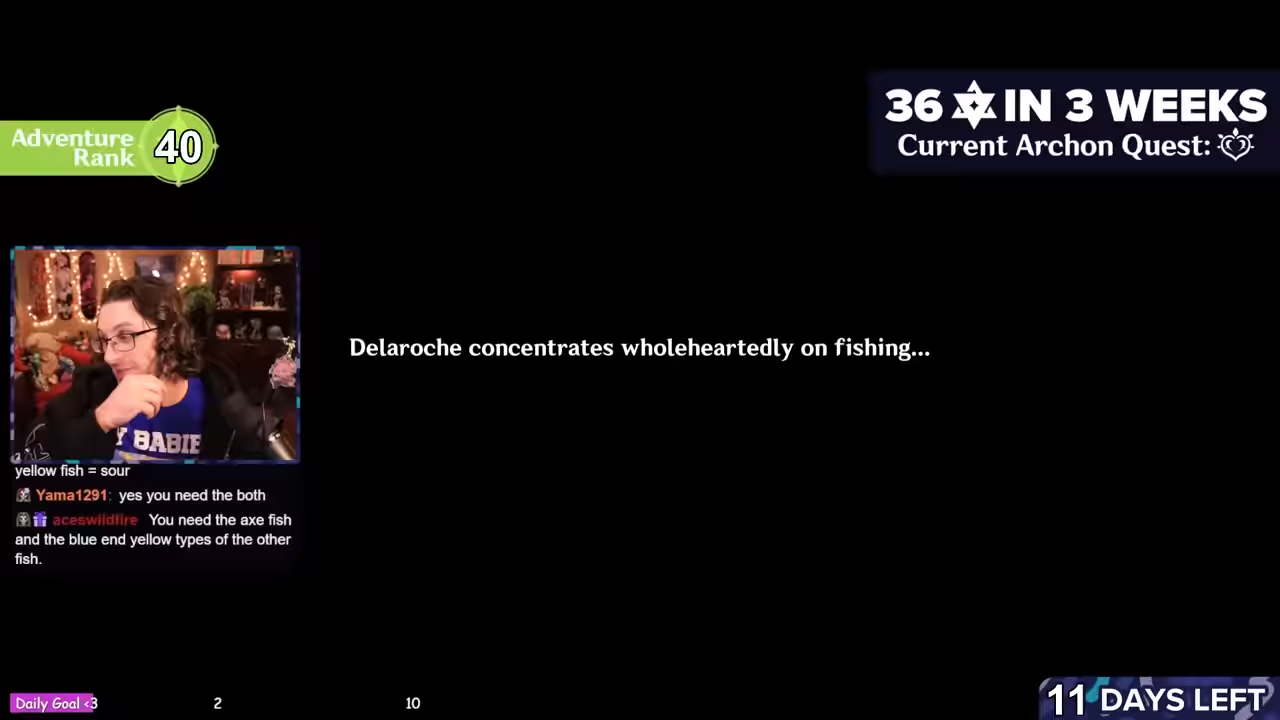 36 IN 3 WEEKS
Current Archon Quest:
Adventure
Rank
40
Delaroche concentrates wholeheartedly on fishing...
Y BABIE
yellow fish = sour
Yama1291: yes you need the both
aceswildfire You need the axe fish
and the blue end yellow types of the other
fish.
Daily Goal <3
2
10
11 DAYS LEFT